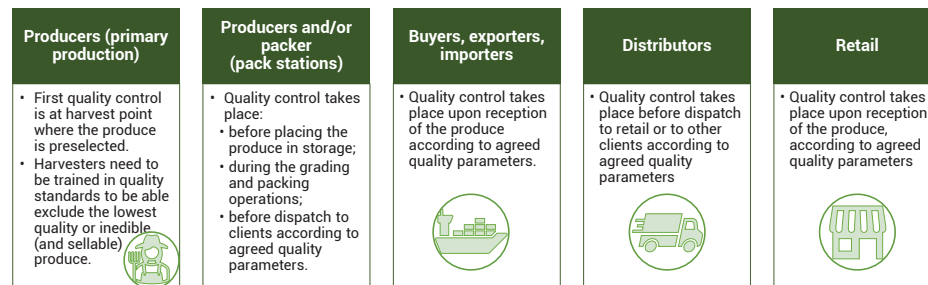 Producers (primary
production)
• First quality control
is at harvest point
where the produce
is preselected.
• Harvesters need to
be trained in quality
standards to be able
exclude the lowest
quality or inedible
(and sellable)
produce.
Producers and/or
packer
(pack stations)
• Quality control takes
place:
• before placing the
produce in storage;
• during the grading
and packing
operations;
• before dispatch to
clients according to
agreed quality
parameters.
Buyers, exporters,
importers
• Quality control takes
place upon reception
of the produce
according to agreed
quality parameters.
Distributors
• Quality control takes
place before dispatch
to retail or to other
clients according to
agreed quality
parameters
Retail
• Quality control takes
place upon reception
of the produce,
according to agreed
quality parameters